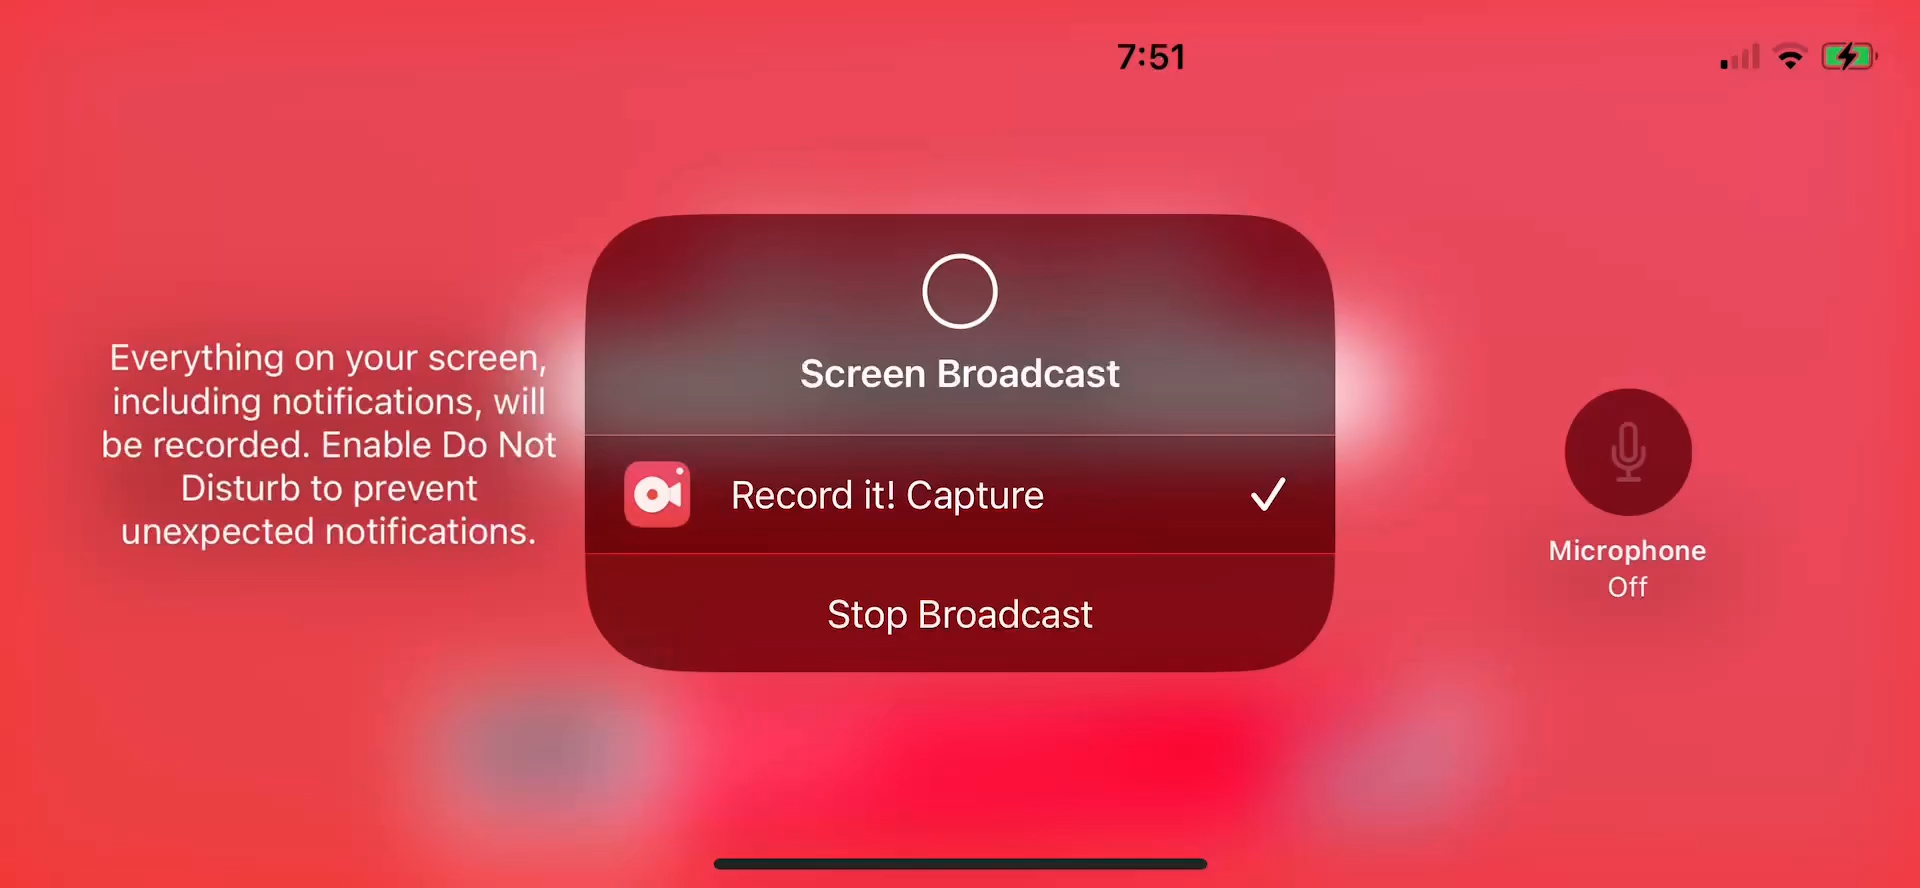 7:51
Everything on your screen,
including notifications, will
be recorded. Enable Do Not
Disturb to prevent
unexpected notifications.
Screen Broadcast
Record it! Capture
Stop Broadcast
Microphone
Off